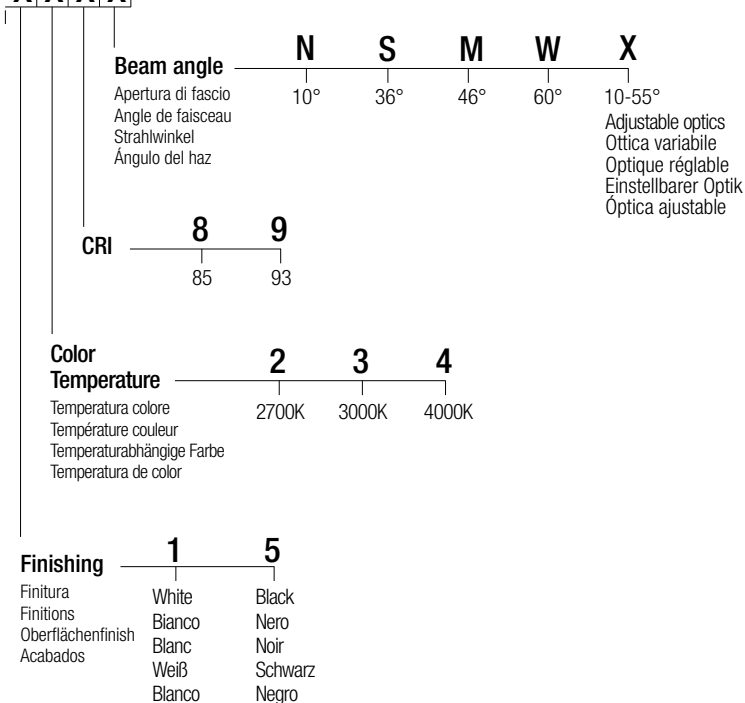 X X X X
N S M W X
Beam angle
10° 36° 46° 60° 10-55°
Apertura di fascio
Angle de faisceau
Strahlwinkel
Ángulo del haz
Adjustable optics
Ottica variabile
Optique réglable
Einstellbarer Optik
Óptica ajustable
8 9
CRI
85 93
Color
Temperature
2 3 4
2700K 3000K 4000K
Temperatura colore
Température couleur
Temperaturabhängige Farbe
Temperatura de color
1 5
Finishing
Finitura
Finitions
Oberflächenfinish
Acabados
White Black
Bianco Nero
Blanc Noir
Weiß Schwarz
Blanco Negro